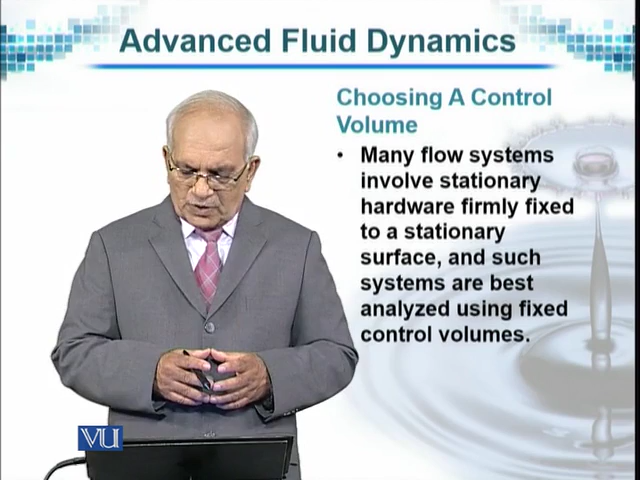 Advanced Fluid Dynamics
Choosing A Control
Volume
• Many flow systems
involve stationary
hardware firmly fixed
to a stationary
surface, and such
systems are best
analyzed using fixed
control volumes.
VU